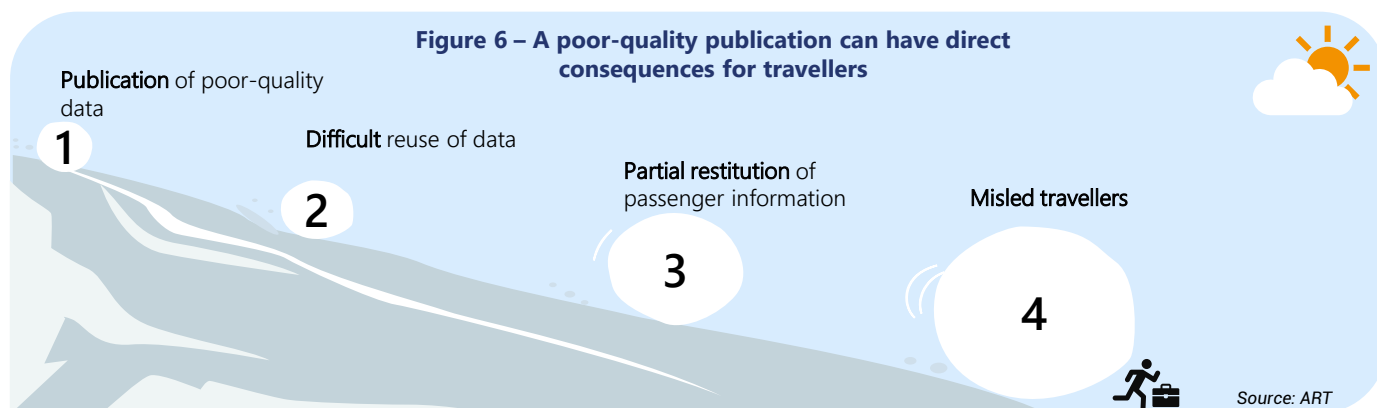 Figure 6 – A poor-quality publication can have direct
consequences for travellers
Publication of poor-quality
data
1
Difficult reuse of data
2
Partial restitution of
passenger information
3
Misled travellers
4
Source: ART